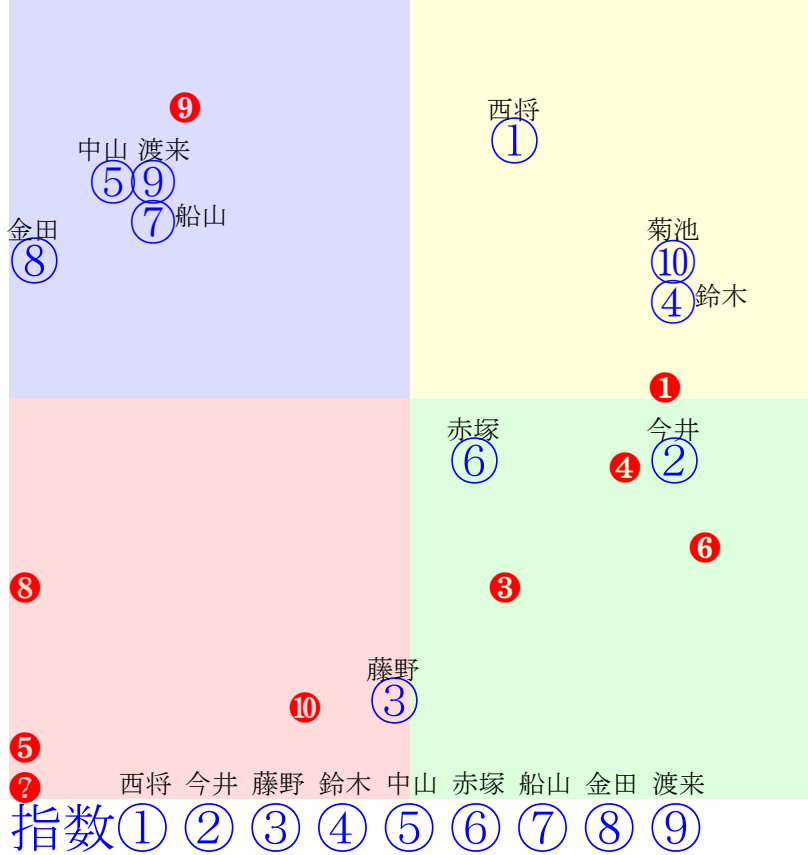 ❾
西将
①
中山 渡来
⑤⑨
⑦船山
金田
⑧
菊池
⑩
④鈴木
❶
赤塚 今井
⑥ ❹ ②
❻
❽ ❸
藤野
③
❿
❺
? 西将 今井 藤野 鈴木 中山 赤塚 船山 金田 渡来
指数① ② ③ ④ ⑤ ⑥ ⑦ ⑧ ⑨